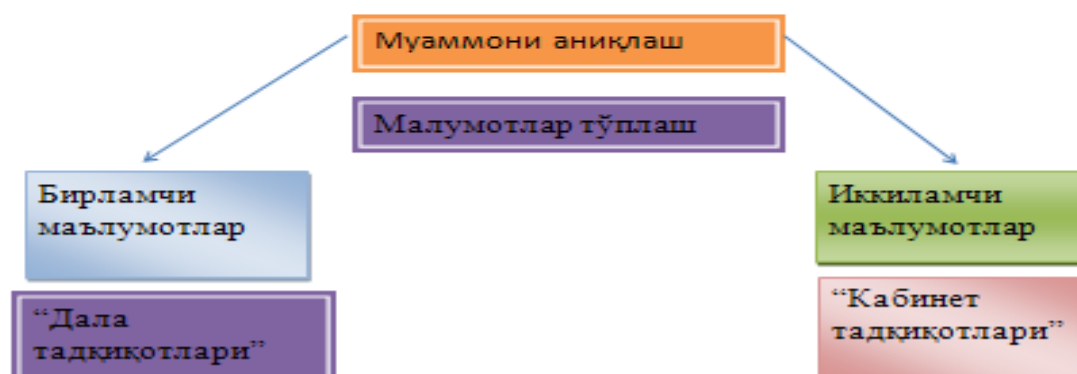 Муаммони аниқлаш
Малумотлар тўплаш
Бирламчи
маълумотлар
Иккиламчи
маълумотлар
“Дала
тадқиқотлари”
“Кабинет
тадқиқотлари”